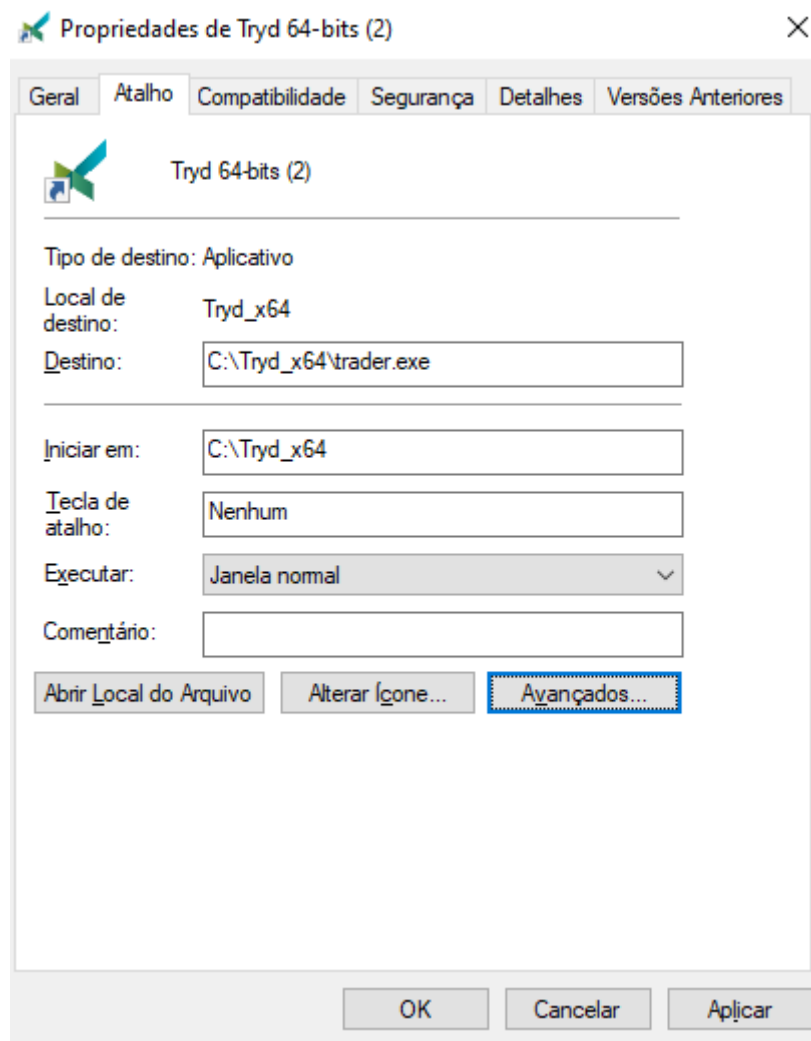 Propriedades de Tryd 64-bits (2)
Geral Atalho Compatibilidade Segurança Detalhes Versões Anteriores
Tryd 64-bits (2)
Tipo de destino: Aplicativo
Local de destino: Tryd_x64
Destino: C:\Tryd_x64\trader.exe
Iniciar em: C:\Tryd_x64
Tecla de atalho: Nenhum
Executar: Janela normal
Comentário:
Abrir Local do Arquivo Alterar Ícone... Avançados...
OK Cancelar Aplicar